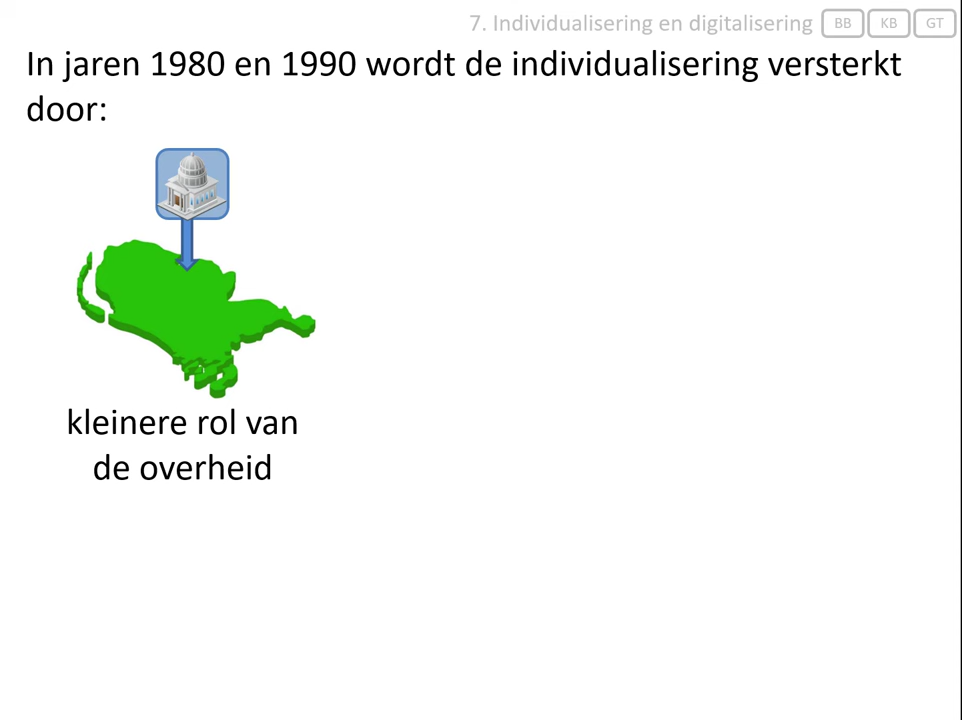 7. Individualisering en digitalisering BB KB GT
In jaren 1980 en 1990 wordt de individualisering versterkt
door:
kleinere rol van
de overheid